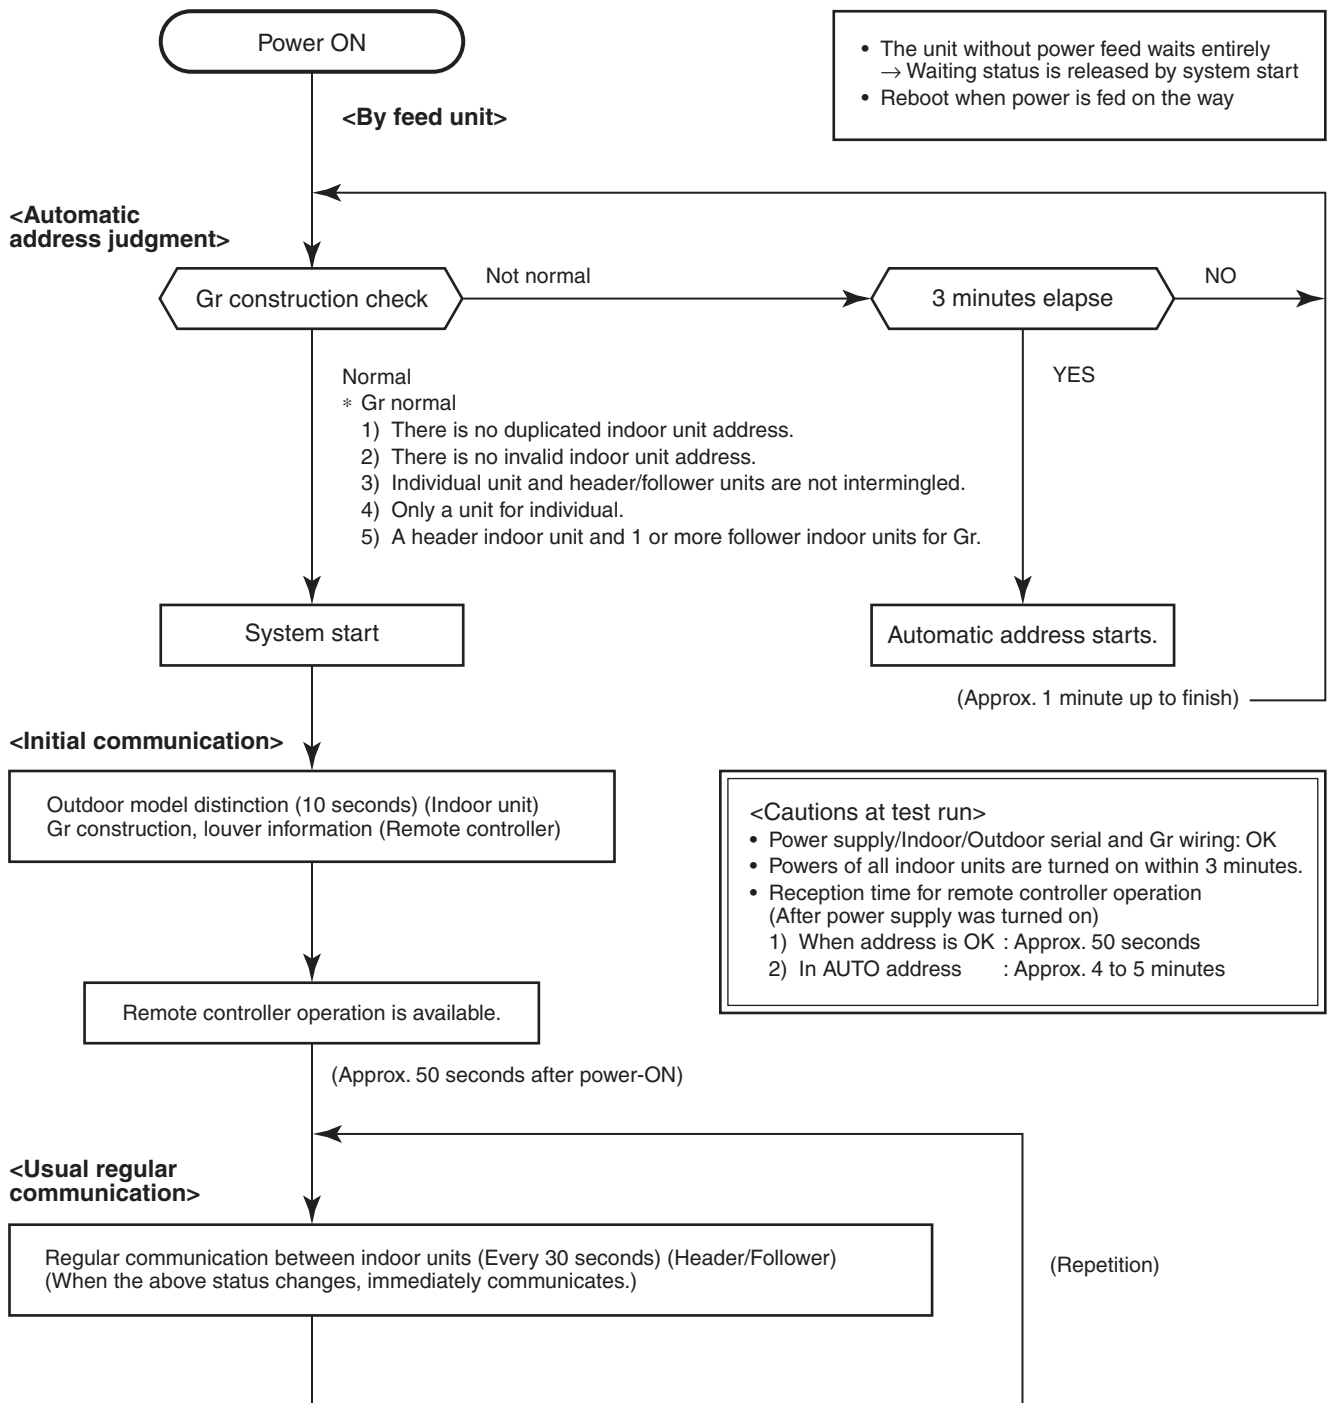 Power ON
• The unit without power feed waits entirely
→ Waiting status is released by system start
• Reboot when power is fed on the way
<By feed unit>
<Automatic
address judgment>
Gr construction check
Not normal
3 minutes elapse
NO
Normal
* Gr normal
1) There is no duplicated indoor unit address.
2) There is no invalid indoor unit address.
3) Individual unit and header/follower units are not intermingled.
4) Only a unit for individual.
5) A header indoor unit and 1 or more follower indoor units for Gr.
YES
System start
Automatic address starts.
(Approx. 1 minute up to finish)
<Initial communication>
Outdoor model distinction (10 seconds) (Indoor unit)
Gr construction, louver information (Remote controller)
<Cautions at test run>
• Power supply/Indoor/Outdoor serial and Gr wiring: OK
• Powers of all indoor units are turned on within 3 minutes.
• Reception time for remote controller operation
(After power supply was turned on)
1) When address is OK : Approx. 50 seconds
2) In AUTO address : Approx. 4 to 5 minutes
Remote controller operation is available.
(Approx. 50 seconds after power-ON)
<Usual regular
communication>
Regular communication between indoor units (Every 30 seconds) (Header/Follower)
(When the above status changes, immediately communicates.)
(Repetition)